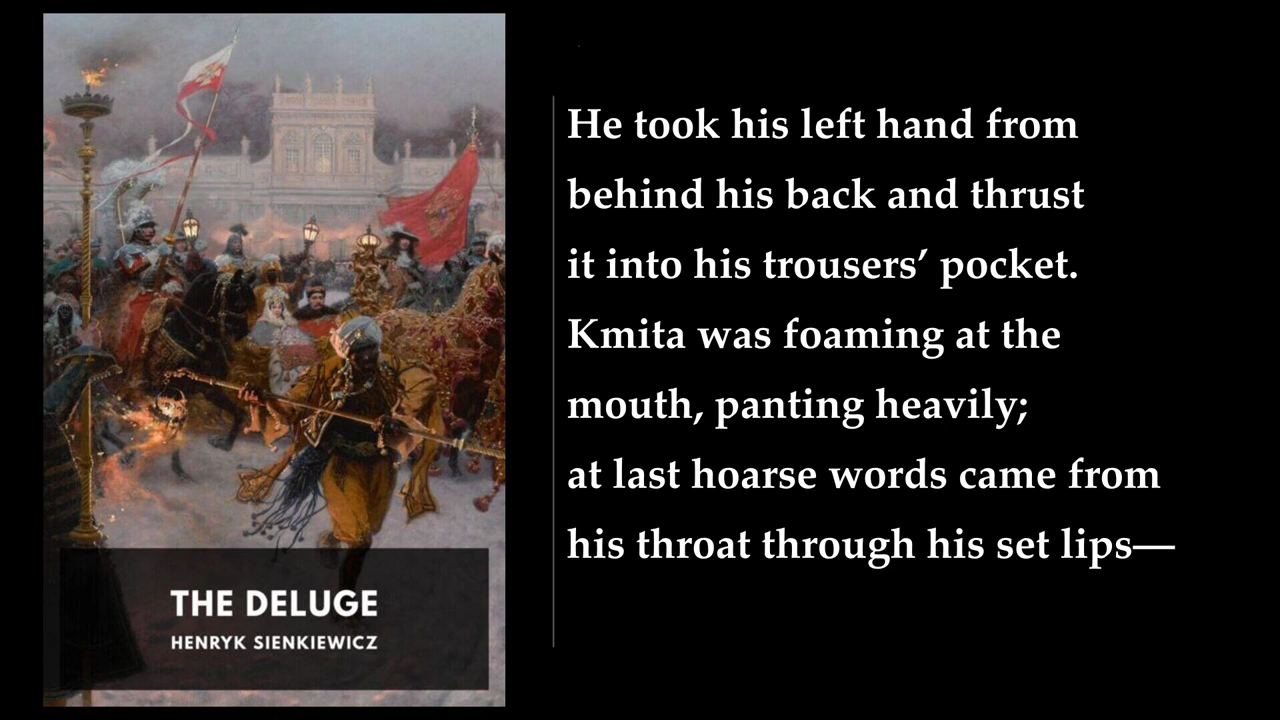 THE DELUGE
HENRYK SIENKIEWICZ
He took his left hand from
behind his back and thrust
it into his trousers’ pocket.
Kmita was foaming at the
mouth, panting heavily;
at last hoarse words came from
his throat through his set lips—